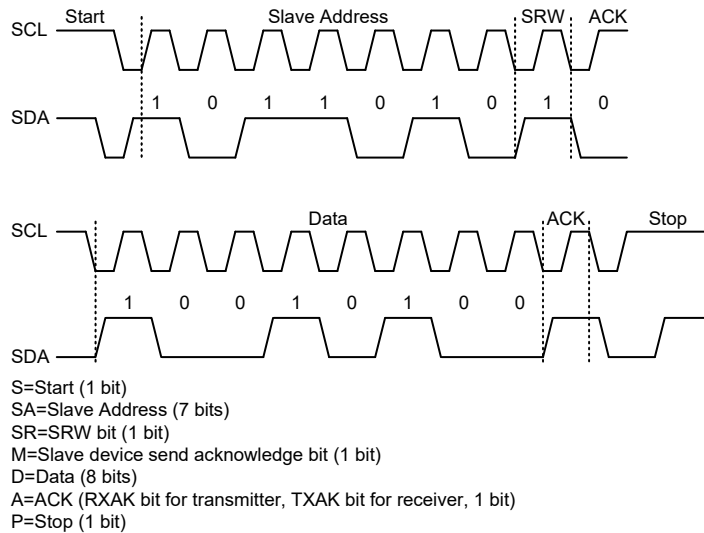 Start Slave Address SRW ACK
SCL
1 0 1 1 0 1 0 1 0
SDA
Data ACK Stop
SCL
1 0 0 1 0 1 0 0
SDA
S=Start (1 bit)
SA=Slave Address (7 bits)
SR=SRW bit (1 bit)
M=Slave device send acknowledge bit (1 bit)
D=Data (8 bits)
A=ACK (RXAK bit for transmitter, TXAK bit for receiver, 1 bit)
P=Stop (1 bit)